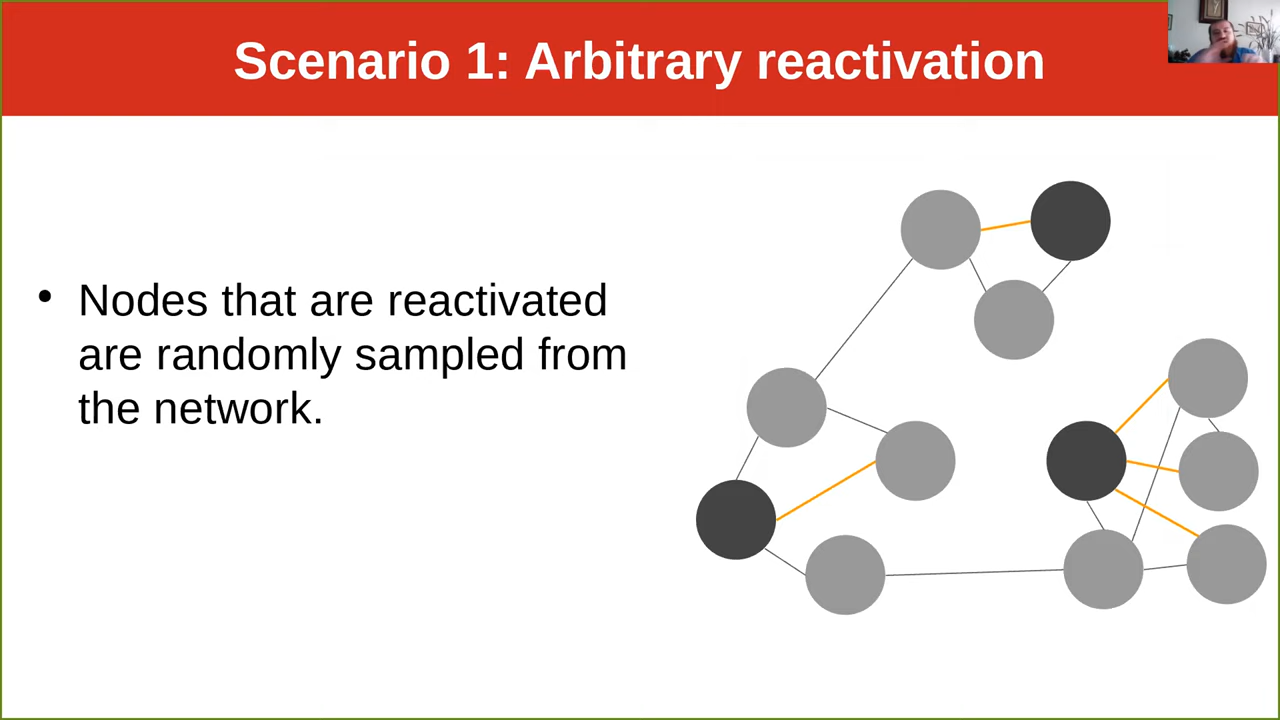 Scenario 1: Arbitrary reactivation
• Nodes that are reactivated
are randomly sampled from
the network.